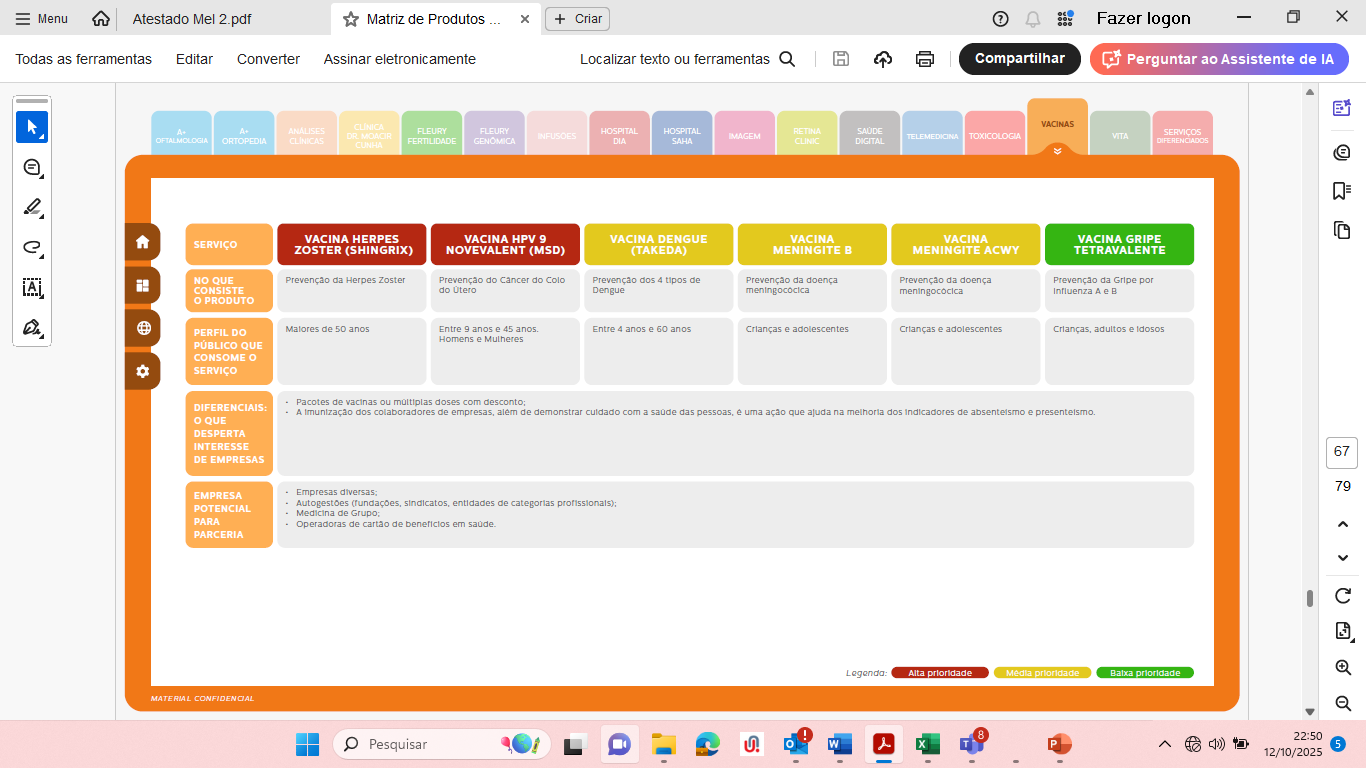 Menu
Atestado Mel 2.pdf
Matriz de Produtos ...
Criar
Fazer logon
Todas as ferramentas
Editar
Converter
Assinar eletronicamente
Localizar texto ou ferramentas
Compartilhar
Perguntar ao Assistente de IA
A+
OFTALMOLOGIA
A+
ORTOPEDIA
ANÁLISES
CLÍNICAS
CLÍNICA
DR. MOACIR
CUNHA
FLEURY
FERTILIDADE
FLEURY
GENÔMICA
INFUSÕES
HOSPITAL
DIA
HOSPITAL
SAHA
IMAGEM
RETINA
CLINIC
SAÚDE
DIGITAL
TELEMEDICINA
TOXICOLOGIA
VACINAS
VITA
SERVIÇOS
DIFERENCIADOS
SERVIÇO
VACINA HERPES
ZOSTER (SHINGRIX)
VACINA HPV 9
NOVEVALENT (MSD)
VACINA DENGUE
(TAKEDA)
VACINA
MENINGITE B
VACINA
MENINGITE ACWY
VACINA GRIPE
TETRAVALENTE
NO QUE
CONSISTE
O PRODUTO
Prevenção da Herpes Zoster
Prevenção do Câncer do Colo
do Útero
Prevenção dos 4 tipos de
Dengue
Prevenção da doença
meningocócica
Prevenção da doença
meningocócica
Prevenção da Gripe por
Influenza A e B
PERFIL DO
PÚBLICO QUE
CONSOME O
SERVIÇO
Maiores de 50 anos
Entre 9 anos e 45 anos.
Homens e Mulheres
Entre 4 anos e 60 anos
Crianças e adolescentes
Crianças e adolescentes
Crianças, adultos e idosos
DIFERENCIAIS:
O QUE
DESPERTA
INTERESSE
DE EMPRESAS
• Pacotes de vacinas ou múltiplas doses com desconto;
• A imunização dos colaboradores de empresas, além de demonstrar cuidado com a saúde das pessoas, é uma ação que ajuda na melhoria dos indicadores de absenteísmo e presenteísmo.
EMPRESA
POTENCIAL
PARA
PARCERIA
• Empresas diversas;
• Autogestões (fundações, sindicatos, entidades de categorias profissionais);
• Medicina de Grupo;
• Operadoras de cartão de benefícios em saúde.
Legenda:
Alta prioridade
Média prioridade
Baixa prioridade
MATERIAL CONFIDENCIAL
67
79
Pesquisar
8
22:50
12/10/2025
5